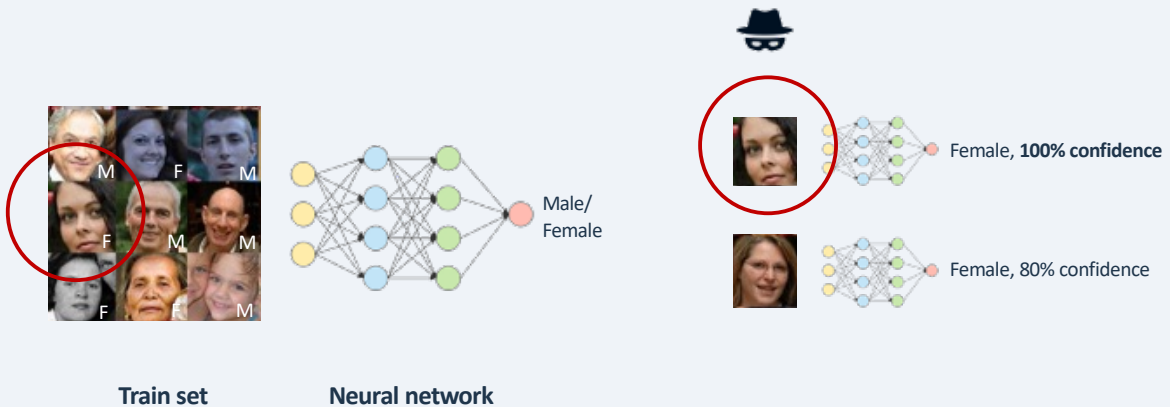 M F M
F M M
F F M
Male/
Female
Female, 100% confidence
Female, 80% confidence
Train set
Neural network